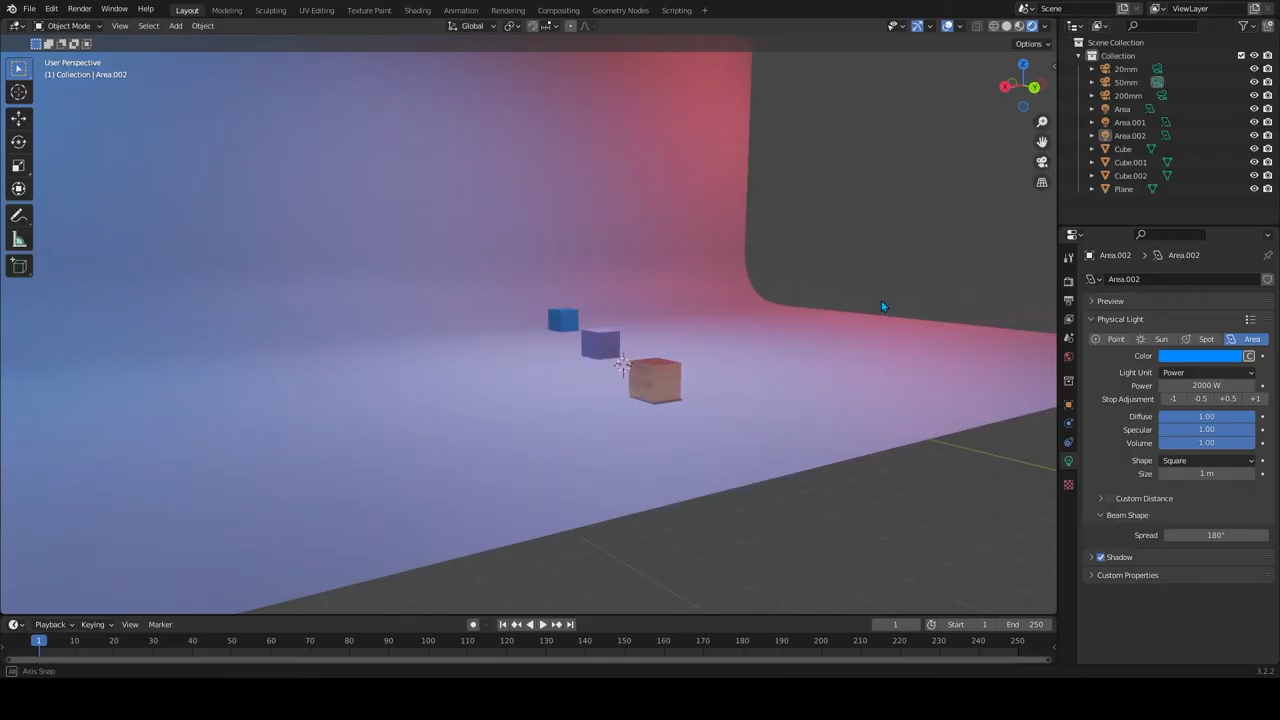 File Edit Render Window Help Layout Modeling Sculpting UV Editing Texture Paint Shading Animation Rendering Compositing Geometry Nodes Scripting + Scene ViewLayer
Object Mode View Select Add Object Global
Options
User Perspective
(1) Collection | Area.002
Z
X
Y
Scene Collection
Collection
20mm
50mm
200mm
Area
Area.001
Area.002
Cube
Cube.001
Cube.002
Plane
Area.002 > Area.002
Area.002
Preview
Physical Light
Point Sun Spot Area
Color
Light Unit Power
Power 2000 W
Stop Adjusment -1 -0.5 +0.5 +1
Diffuse 1.00
Specular 1.00
Volume 1.00
Shape Square
Size 1 m
Custom Distance
Beam Shape
Spread 180°
Shadow
Custom Properties
Playback Keying View Marker 1 Start 1 End 250
1 10 20 30 40 50 60 70 80 90 100 110 120 130 140 150 160 170 180 190 200 210 220 230 240 250
Axis Snap 3.2.2